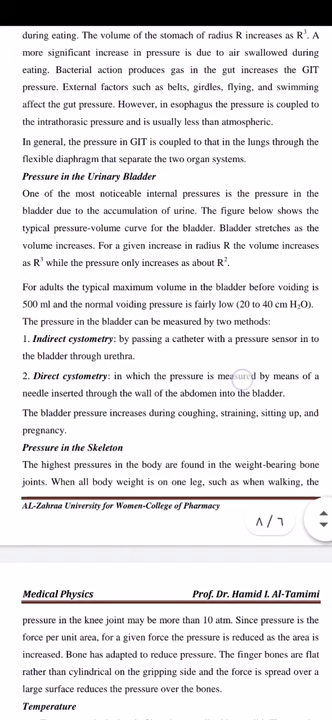 during eating. The volume of the stomach of radius R increases as R³. A
more significant increase in pressure is due to air swallowed during
eating. Bacterial action produces gas in the gut increases the GIT
pressure. External factors such as belts, girdles, flying, and swimming
affect the gut pressure. However, in esophagus the pressure is coupled to
the intrathorasic pressure and is usually less than atmospheric.
In general, the pressure in GIT is coupled to that in the lungs through the
flexible diaphragm that separate the two organ systems.
Pressure in the Urinary Bladder
One of the most noticeable internal pressures is the pressure in the
bladder due to the accumulation of urine. The figure below shows the
typical pressure-volume curve for the bladder. Bladder stretches as the
volume increases. For a given increase in radius R the volume increases
as R³ while the pressure only increases as about R².
For adults the typical maximum volume in the bladder before voiding is
500 ml and the normal voiding pressure is fairly low (20 to 40 cm H₂O).
The pressure in the bladder can be measured by two methods:
1. Indirect cystometry: by passing a catheter with a pressure sensor in to
the bladder through urethra.
2. Direct cystometry: in which the pressure is measured by means of a
needle inserted through the wall of the abdomen into the bladder.
The bladder pressure increases during coughing, straining, sitting up, and
pregnancy.
Pressure in the Skeleton
The highest pressures in the body are found in the weight-bearing bone
joints. When all body weight is on one leg, such as when walking, the
AL-Zahraa University for Women-College of Pharmacy
٨/٦
Medical Physics Prof. Dr. Hamid I. Al-Tamimi
pressure in the knee joint may be more than 10 atm. Since pressure is the
force per unit area, for a given force the pressure is reduced as the area is
increased. Bone has adapted to reduce pressure. The finger bones are flat
rather than cylindrical on the gripping side and the force is spread over a
large surface reduces the pressure over the bones.
Temperature